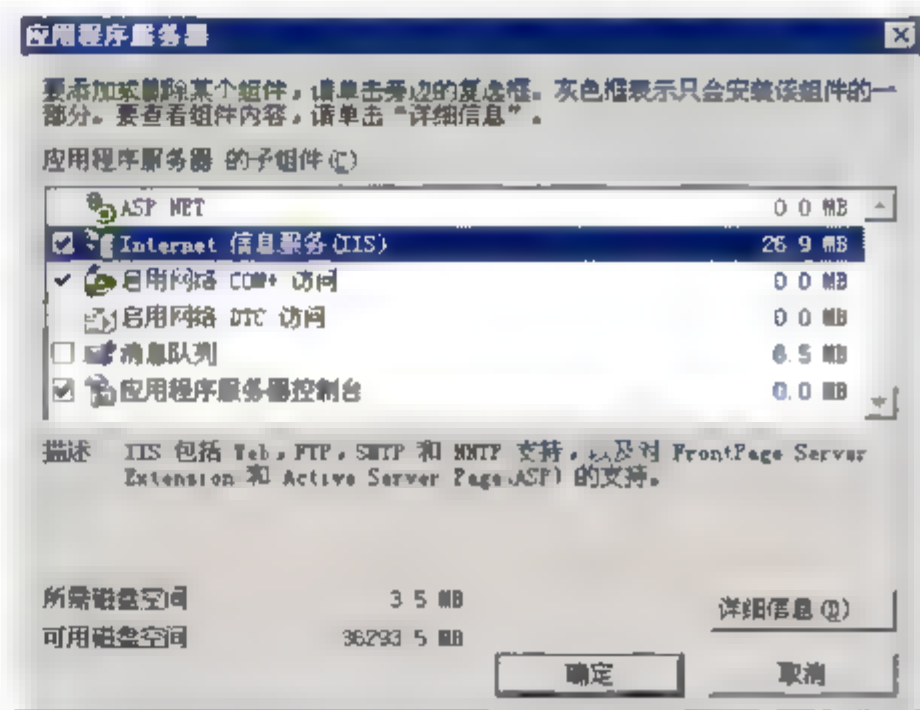 应用程序服务器
要添加或删除某个组件，请单击旁边的复选框。灰色框表示只会安装该组件的一
部分。要查看组件内容，请单击“详细信息”。
应用程序服务器 的子组件(C)
ASP NET 0 0 MB
Internet 信息服务(IIS) 26 9 MB
启用网络 COM+ 访问 0 0 MB
启用网络 DTC 访问 0 0 MB
消息队列 6.5 MB
应用程序服务器控制台 0.0 MB
描述 IIS 包括 Web，FTP，SMTP 和 NNTP 支持，以及对 FrontPage Server
Extension 和 Active Server Page(ASP) 的支持。
所需磁盘空间 3 5 MB
可用磁盘空间 36293 5 MB
详细信息(D)
确定 取消